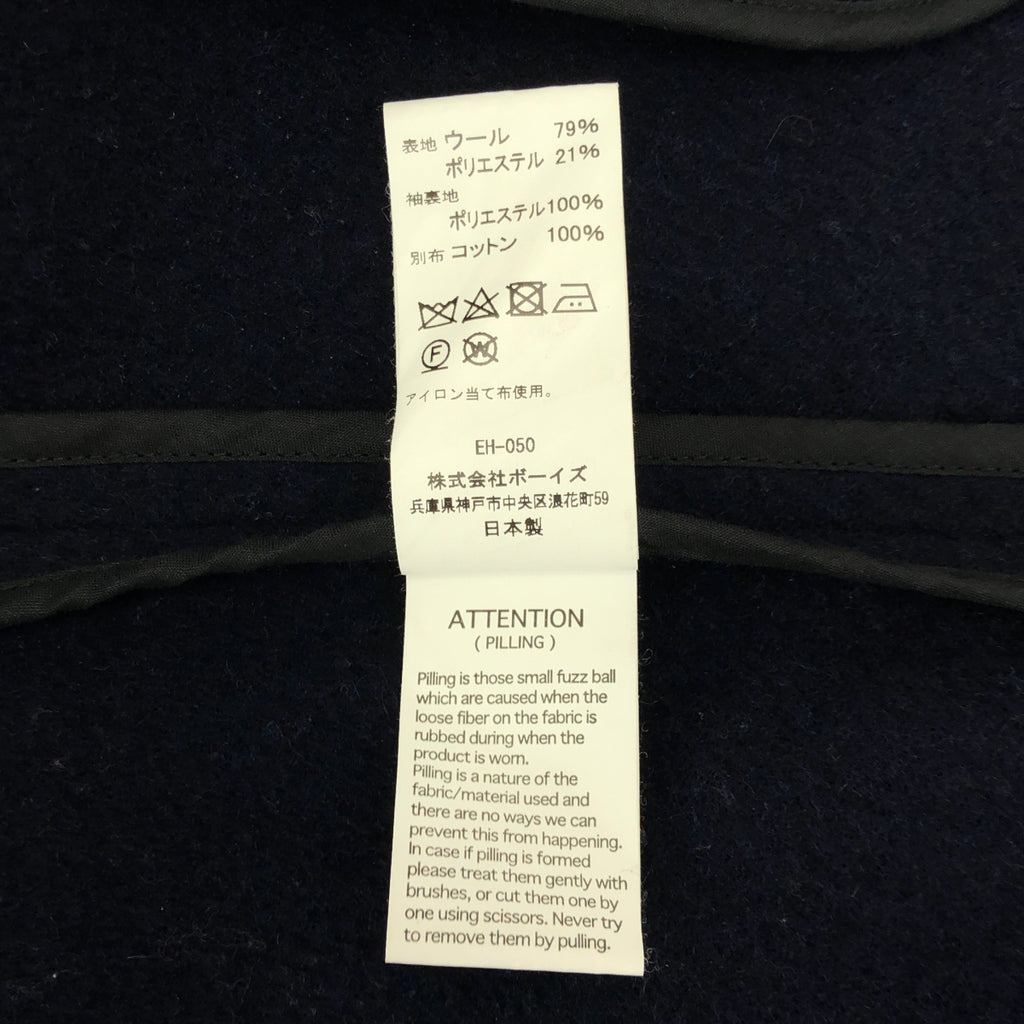 表地 ウール 79%
ポリエステル 21%
袖裏地
ポリエステル100%
別布 コットン 100%
F W
アイロン当て布使用。
EH-050
株式会社ボーイズ
兵庫県神戸市中央区浪花町59
日本製
ATTENTION
( PILLING )
Pilling is those small fuzz ball
which are caused when the
loose fiber on the fabric is
rubbed during when the
product is worn.
Pilling is a nature of the
fabric/material used and
there are no ways we can
prevent this from happening.
In case if pilling is formed
please treat them gently with
brushes, or cut them one by
one using scissors. Never try
to remove them by pulling.